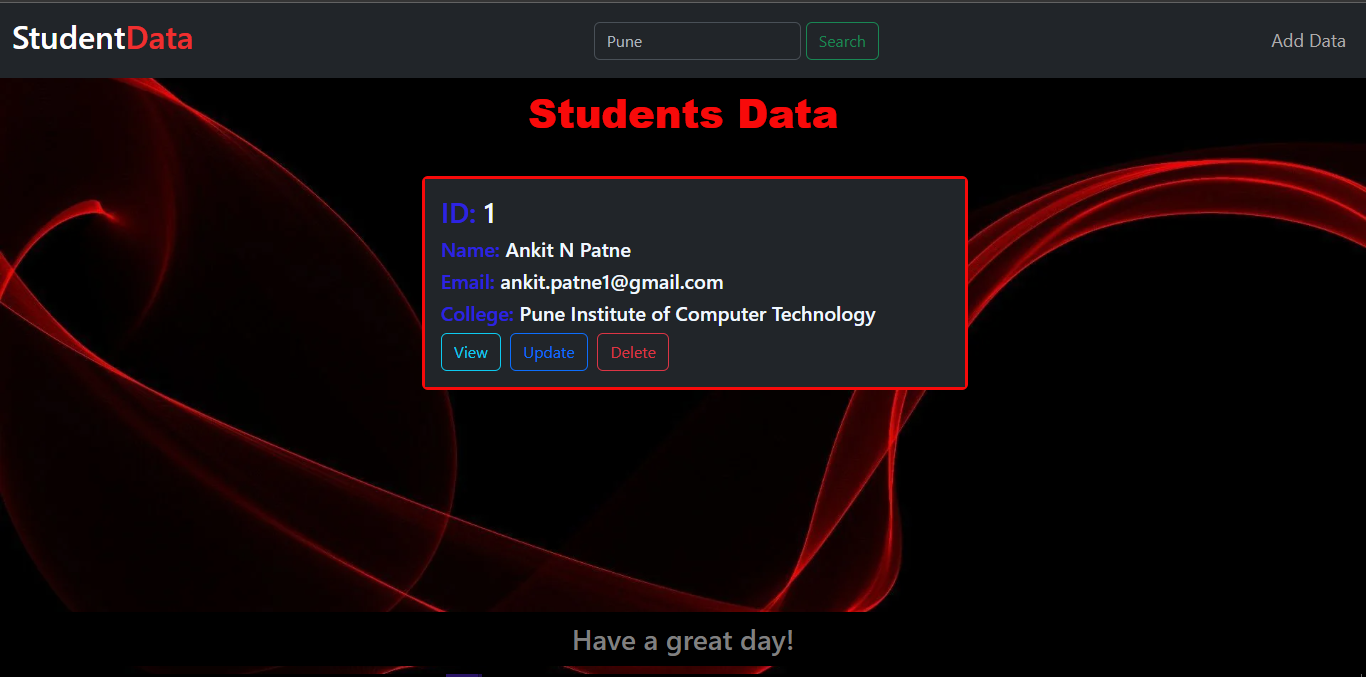 StudentData
Pune Search
Add Data
Students Data
ID: 1
Name: Ankit N Patne
Email: ankit.patne1@gmail.com
College: Pune Institute of Computer Technology
View Update Delete
Have a great day!